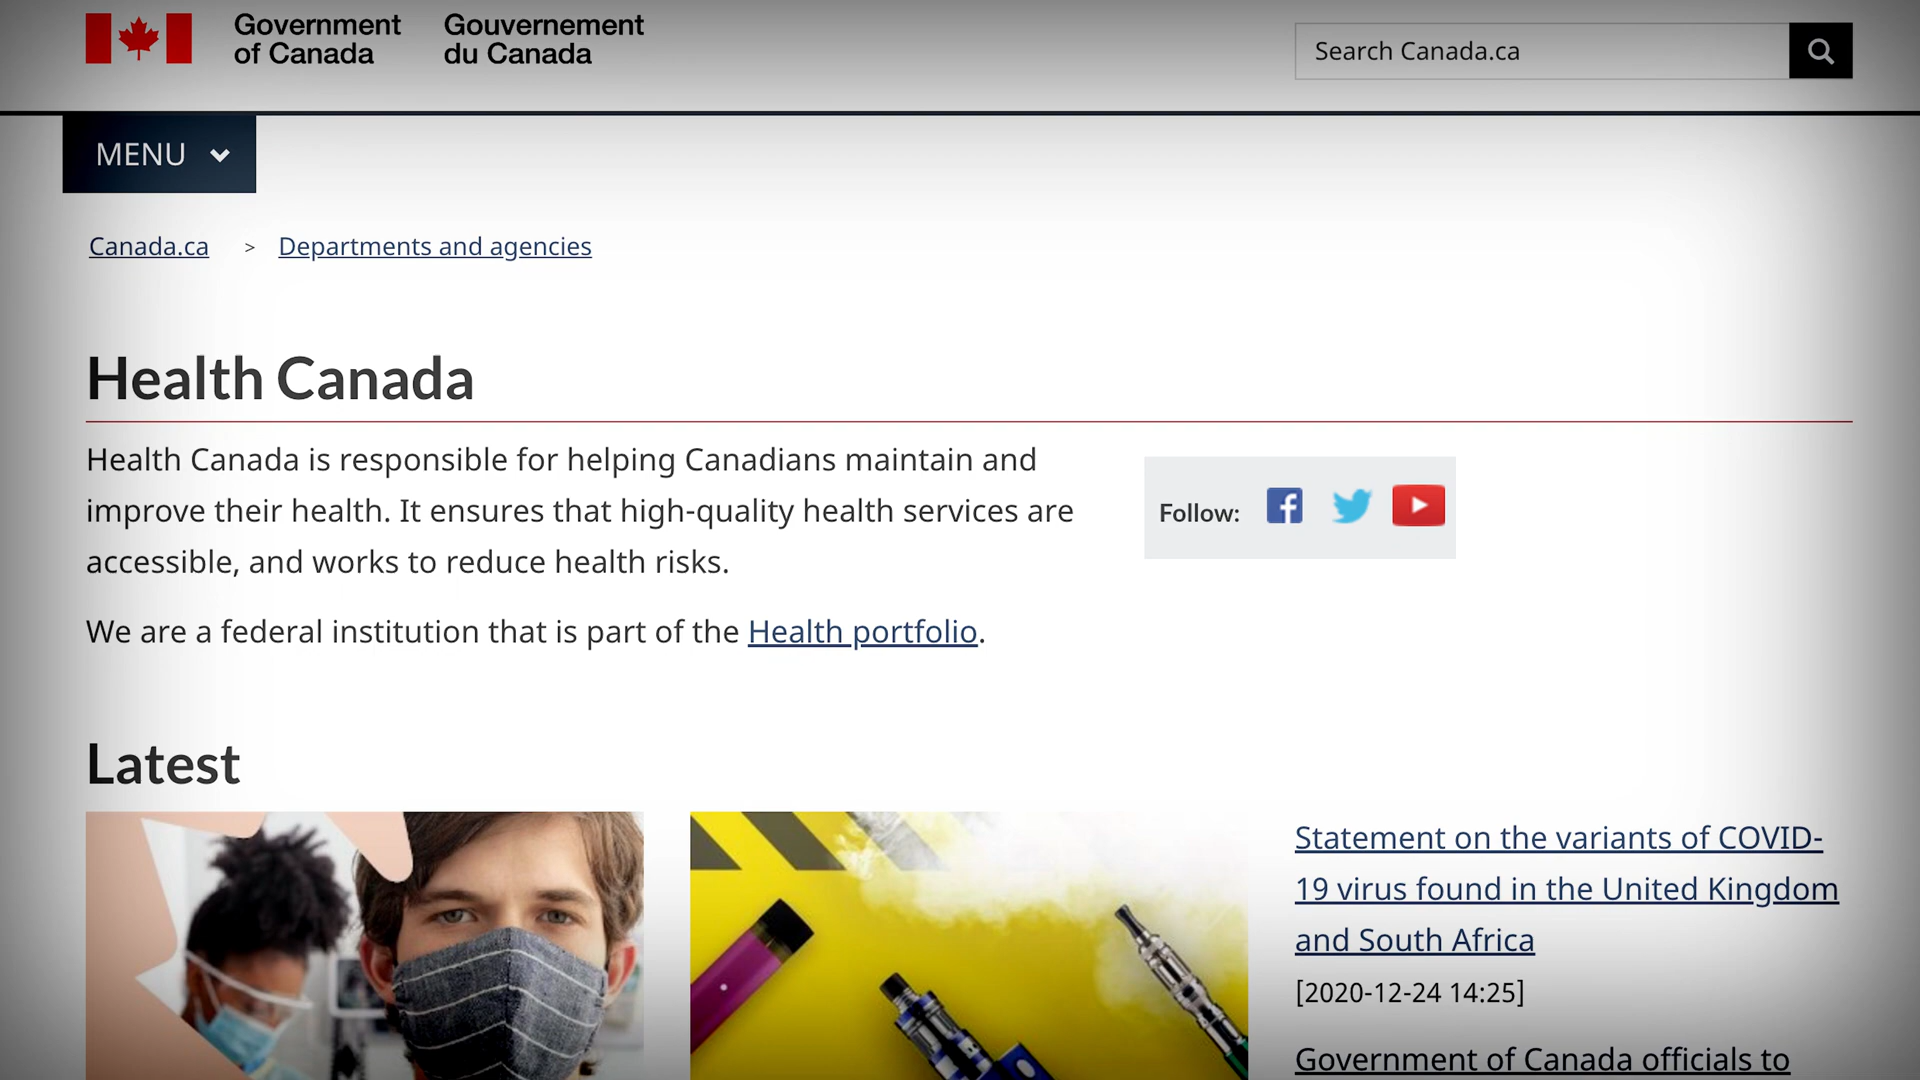 Government
of Canada
Gouvernement
du Canada
Search Canada.ca
MENU
Canada.ca > Departments and agencies
Health Canada
Health Canada is responsible for helping Canadians maintain and
improve their health. It ensures that high-quality health services are
accessible, and works to reduce health risks.
Follow:
We are a federal institution that is part of the Health portfolio.
Latest
Statement on the variants of COVID-
19 virus found in the United Kingdom
and South Africa
[2020-12-24 14:25]
Government of Canada officials to